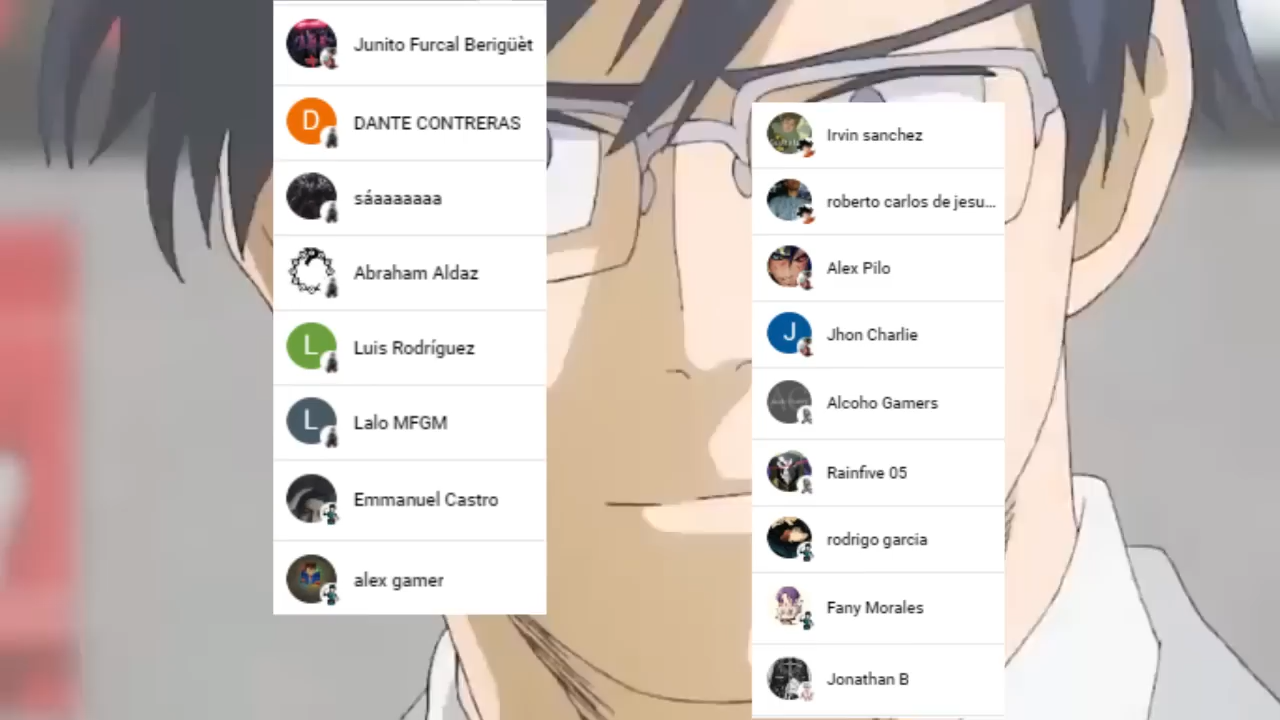 Junito Furcal Berigüèt
D
DANTE CONTRERAS
sáaaaaaaa
Abraham Aldaz
L
Luis Rodríguez
L
Lalo MFGM
Emmanuel Castro
alex gamer
Irvin sanchez
roberto carlos de jesu...
Alex Pilo
J
Jhon Charlie
Alcoho Gamers
Rainfive 05
rodrigo garcia
Fany Morales
Jonathan B